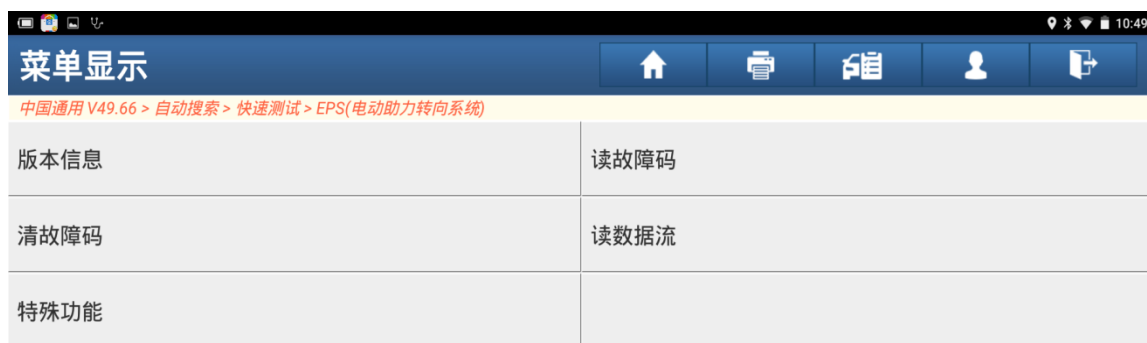 10:49
菜单显示
中国通用 V49.66 > 自动搜索 > 快速测试 > EPS(电动助力转向系统)
版本信息
读故障码
清故障码
读数据流
特殊功能